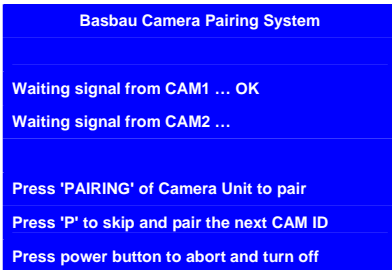 Basbau Camera Pairing System
Waiting signal from CAM1 … OK
Waiting signal from CAM2 …
Press 'PAIRING' of Camera Unit to pair
Press 'P' to skip and pair the next CAM ID
Press power button to abort and turn off